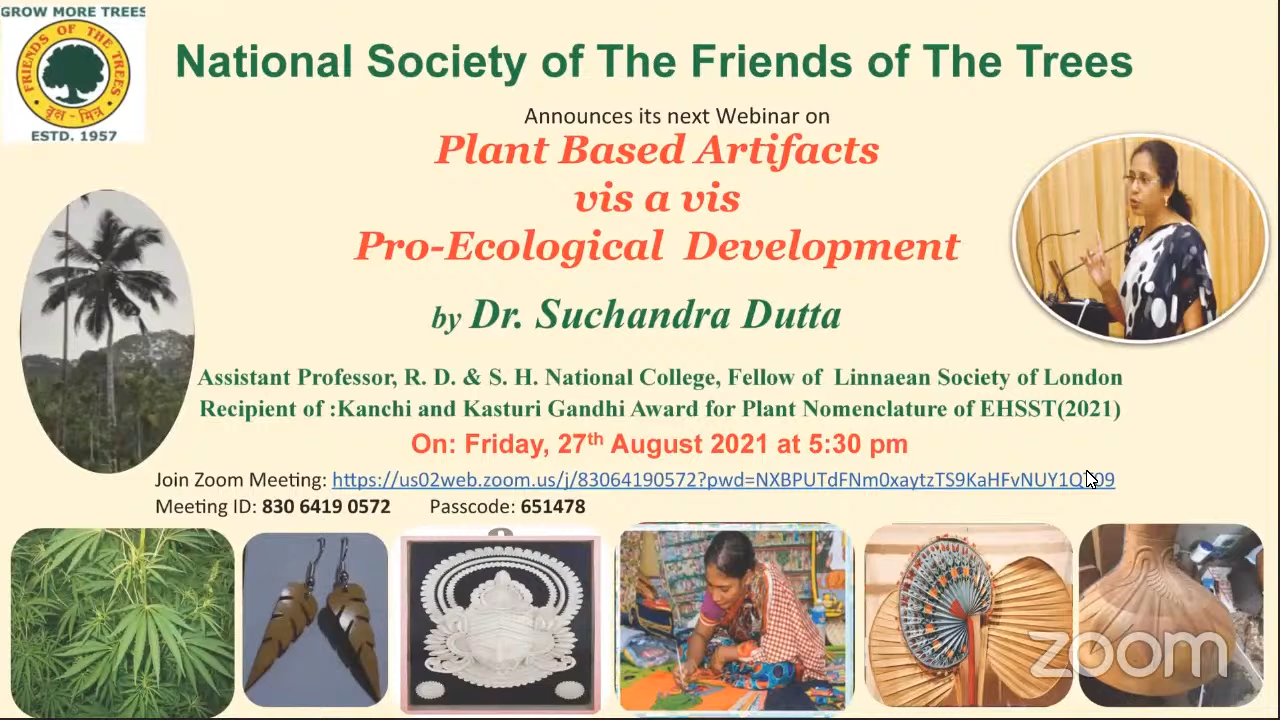 GROW MORE TREES
FRIENDS OF THE TREES
वृक्ष - मित्र
ESTD. 1957
National Society of The Friends of The Trees
Announces its next Webinar on
Plant Based Artifacts
vis a vis
Pro-Ecological Development
by Dr. Suchandra Dutta
Assistant Professor, R. D. & S. H. National College, Fellow of Linnaean Society of London
Recipient of :Kanchi and Kasturi Gandhi Award for Plant Nomenclature of EHSST(2021)
On: Friday, 27th August 2021 at 5:30 pm
Join Zoom Meeting:
Meeting ID: 830 6419 0572 Passcode: 651478
zoom